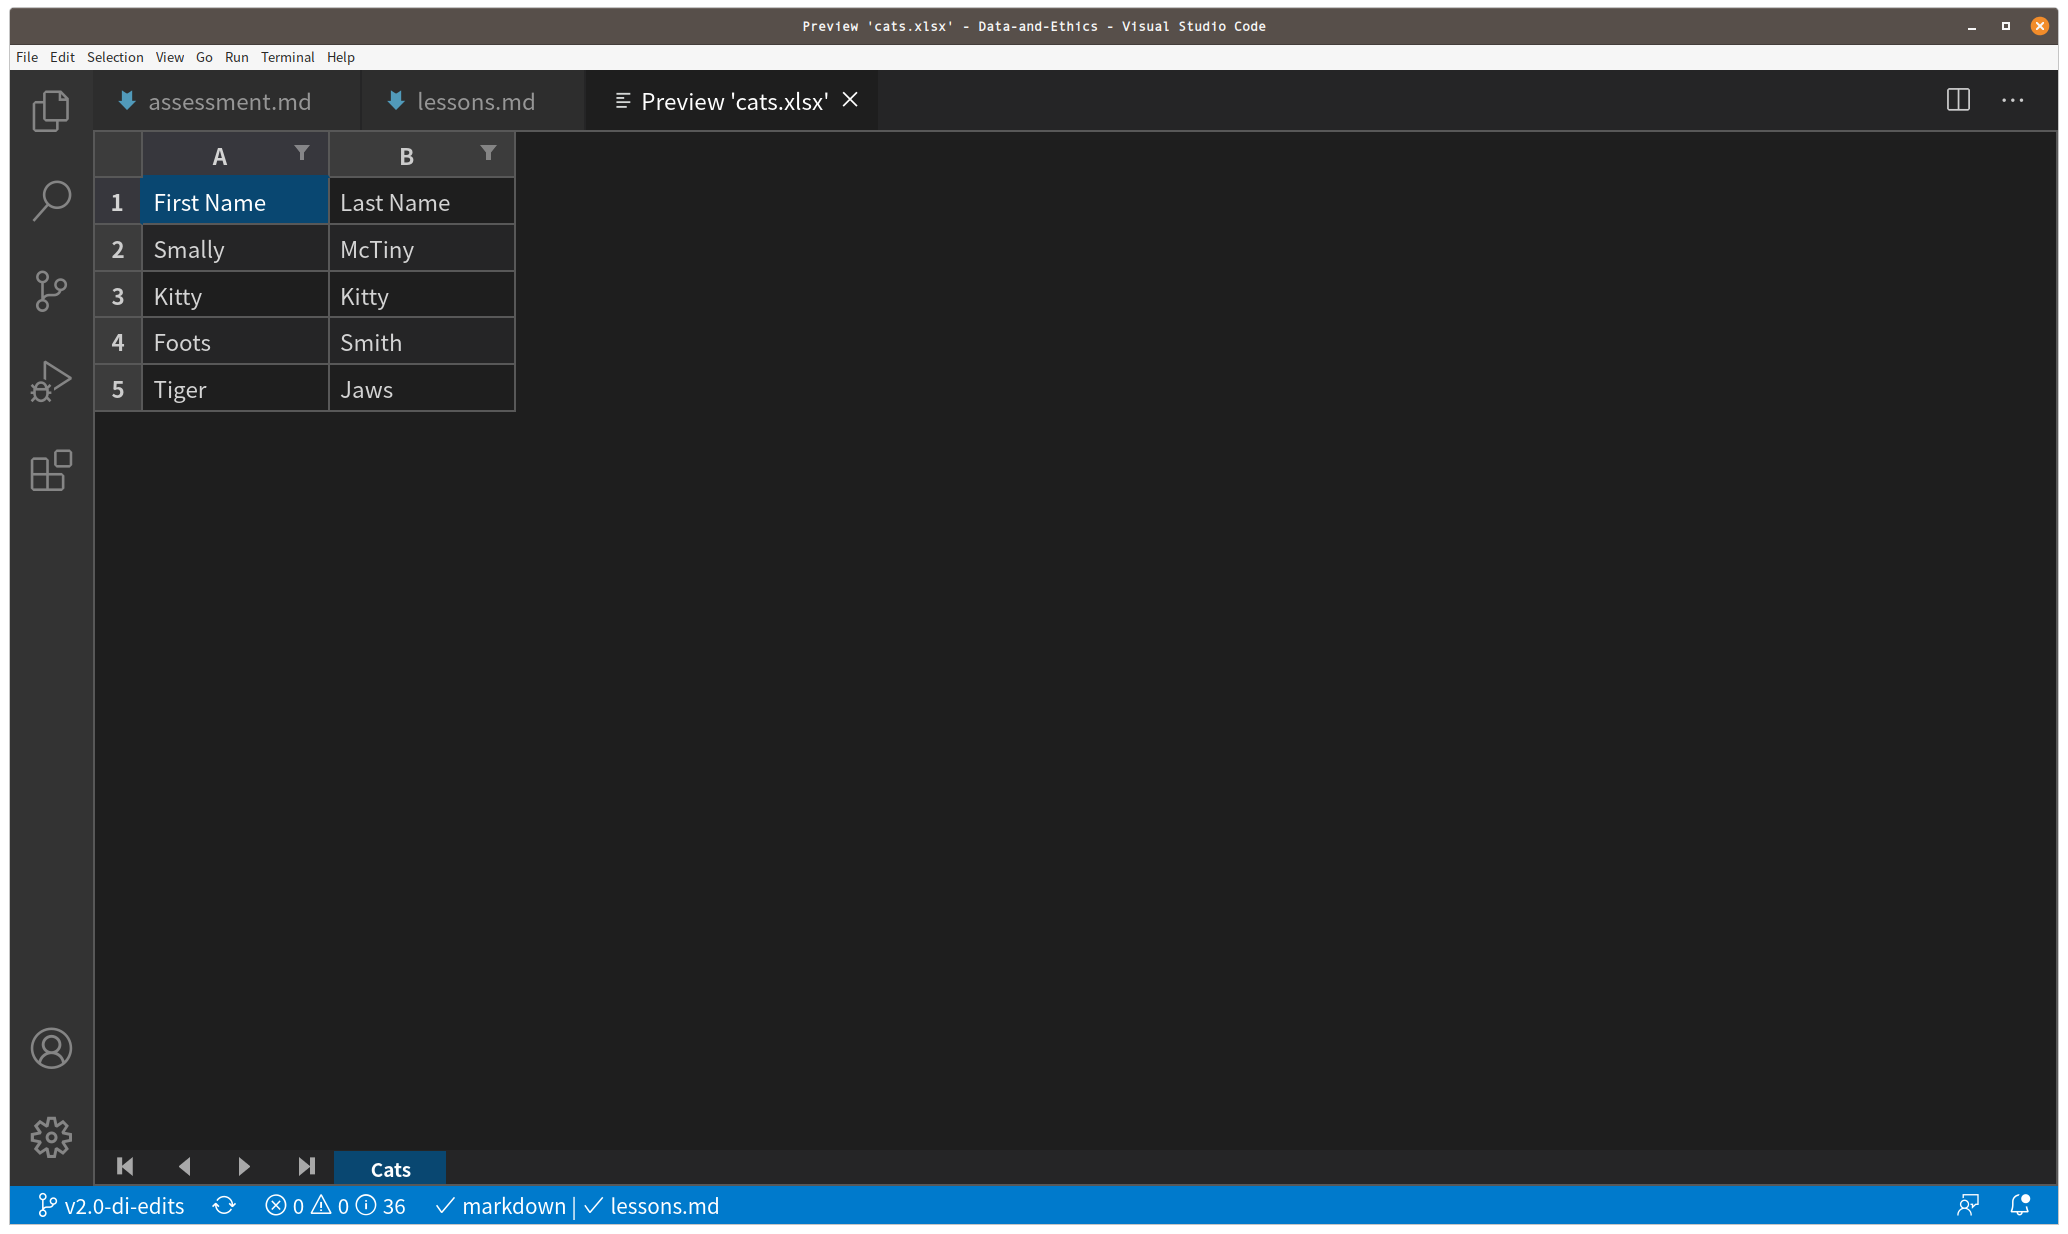 Preview 'cats.xlsx' - Data-and-Ethics - Visual Studio Code
File Edit Selection View Go Run Terminal Help
assessment.md lessons.md Preview 'cats.xlsx'
A B
1 First Name Last Name
2 Smally McTiny
3 Kitty Kitty
4 Foots Smith
5 Tiger Jaws
Cats
v2.0-di-edits 0 0 36 markdown | lessons.md